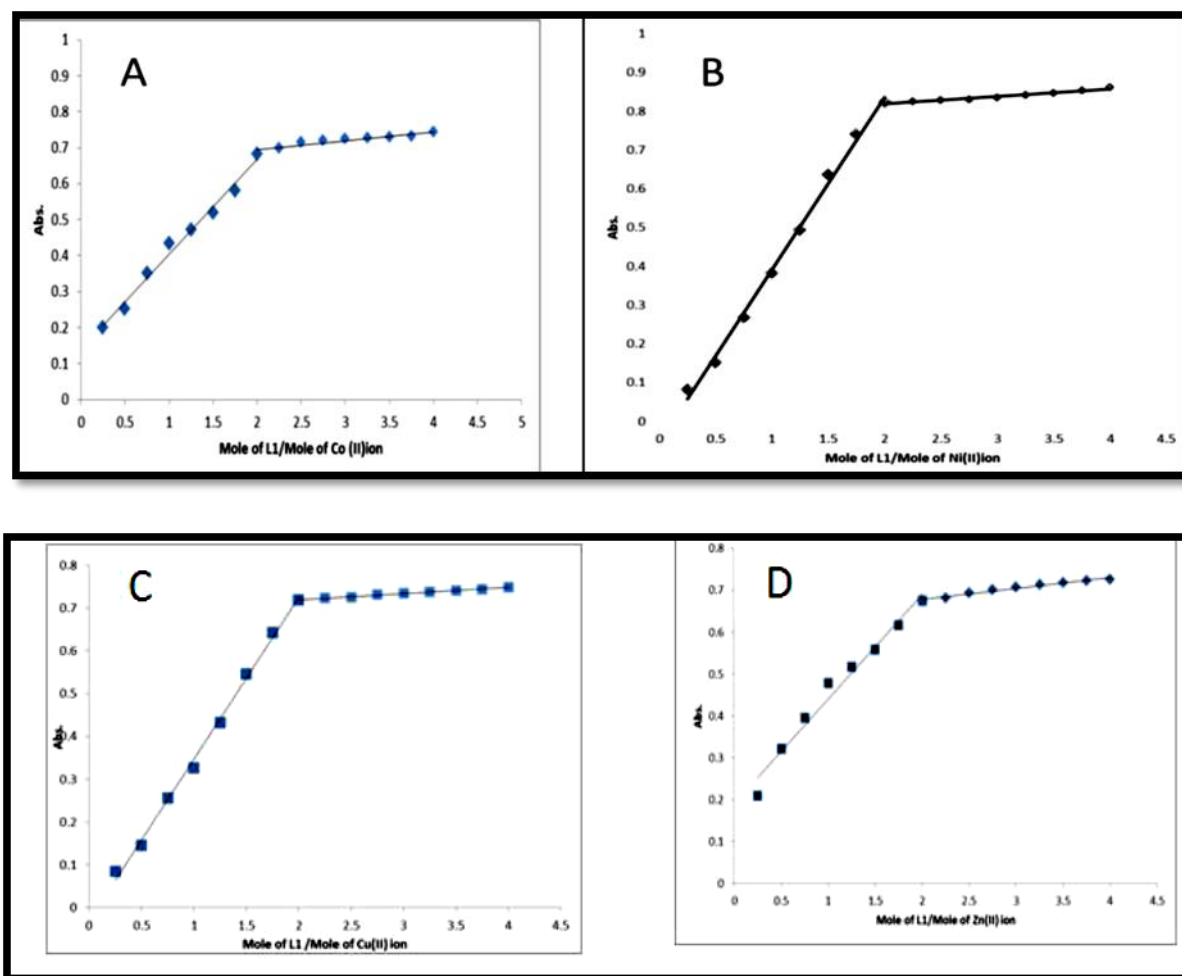 A
1
0.9
0.8
0.7
0.6
0.5
0.4
0.3
0.2
0.1
0
Abs.
0 0.5 1 1.5 2 2.5 3 3.5 4 4.5 5
Mole of L1/Mole of Co (II)ion
B
1
0.9
0.8
0.7
0.6
0.5
0.4
0.3
0.2
0.1
0
Abs.
0 0.5 1 1.5 2 2.5 3 3.5 4 4.5
Mole of L1/Mole of Ni(II)ion
C
0.8
0.7
0.6
0.5
0.4
0.3
0.2
0.1
0
Abs.
0 0.5 1 1.5 2 2.5 3 3.5 4 4.5
Mole of L1 /Mole of Cu(II) ion
D
0.8
0.7
0.6
0.5
0.4
0.3
0.2
0.1
0
Abs.
0 0.5 1 1.5 2 2.5 3 3.5 4 4.5
Mole of L1/Mole of Zn(II) ion